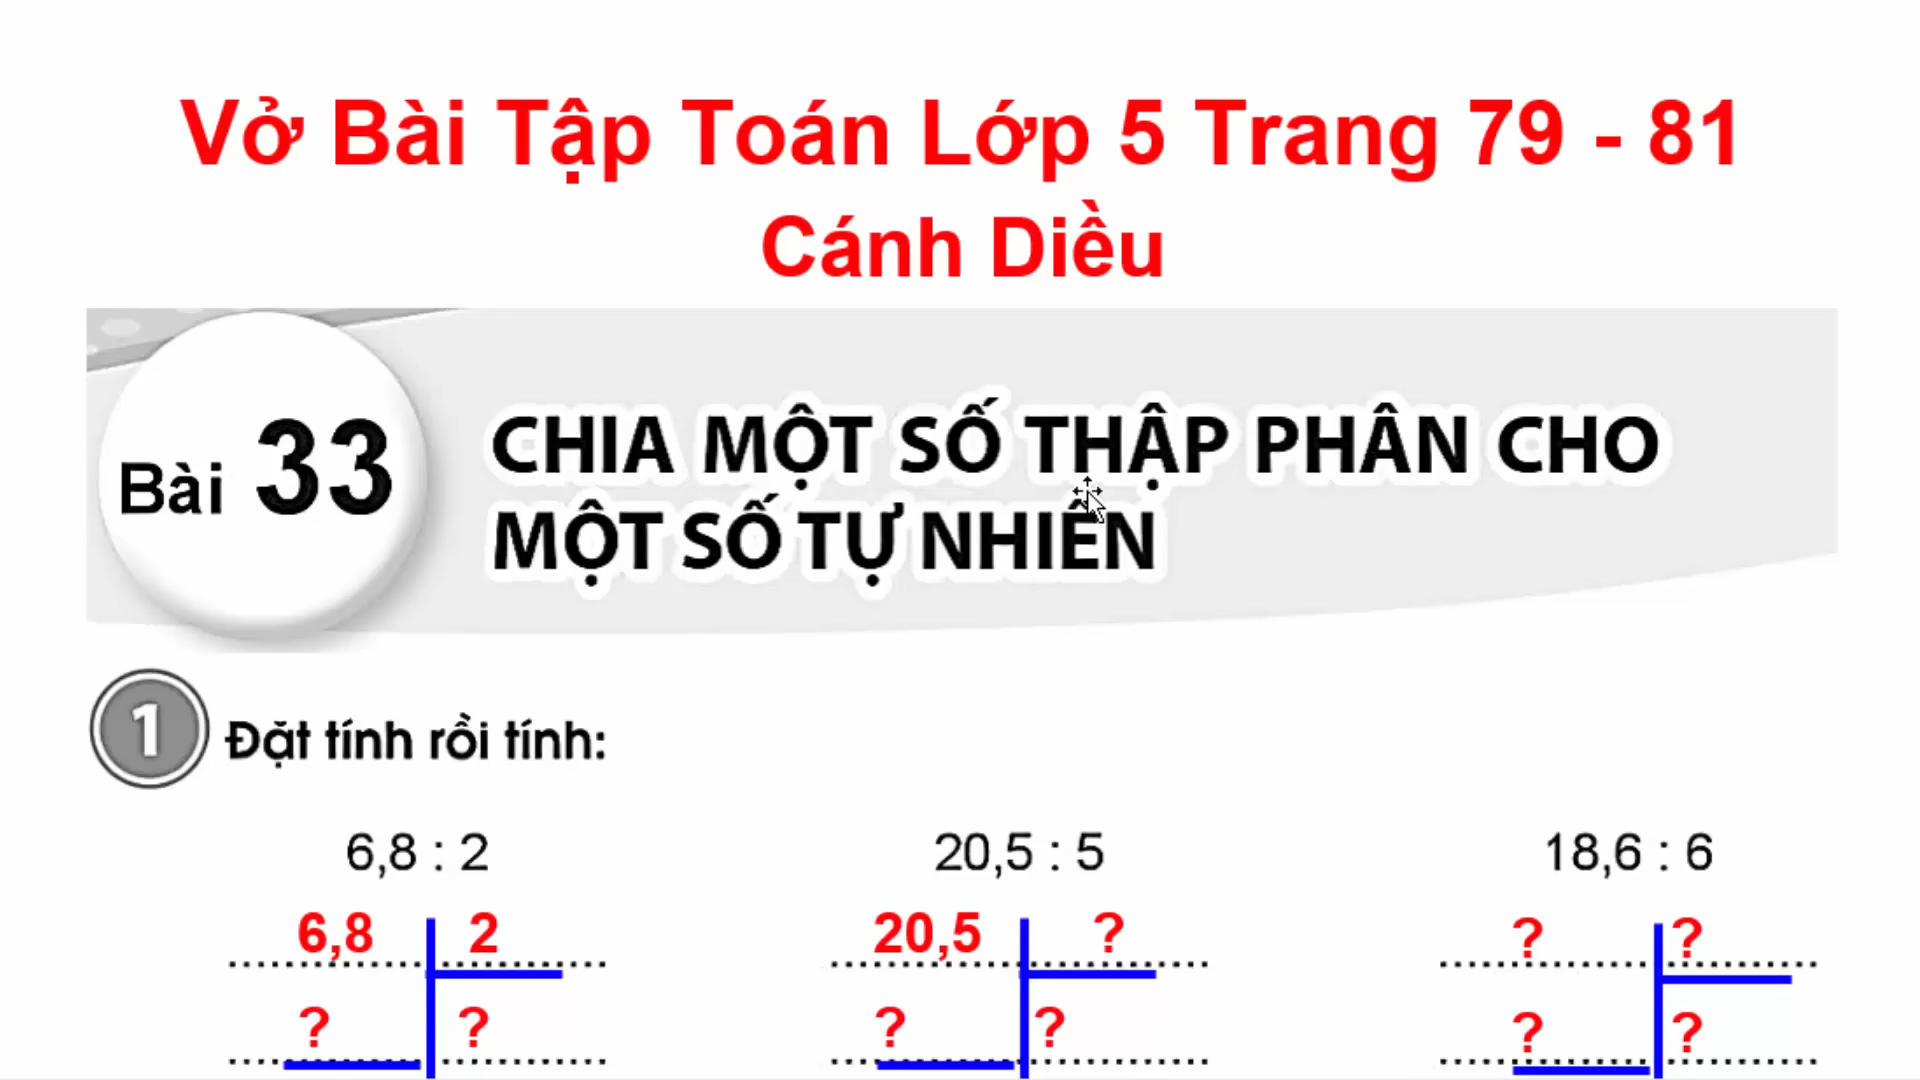 Vở Bài Tập Toán Lớp 5 Trang 79 - 81
Cánh Diều
Bài 33
CHIA MỘT SỐ THẬP PHÂN CHO
MỘT SỐ TỰ NHIÊN
1 Đặt tính rồi tính:
6,8 : 2 20,5 : 5 18,6 : 6
6,8 2 20,5 ? ? ?
? ? ? ? ? ?